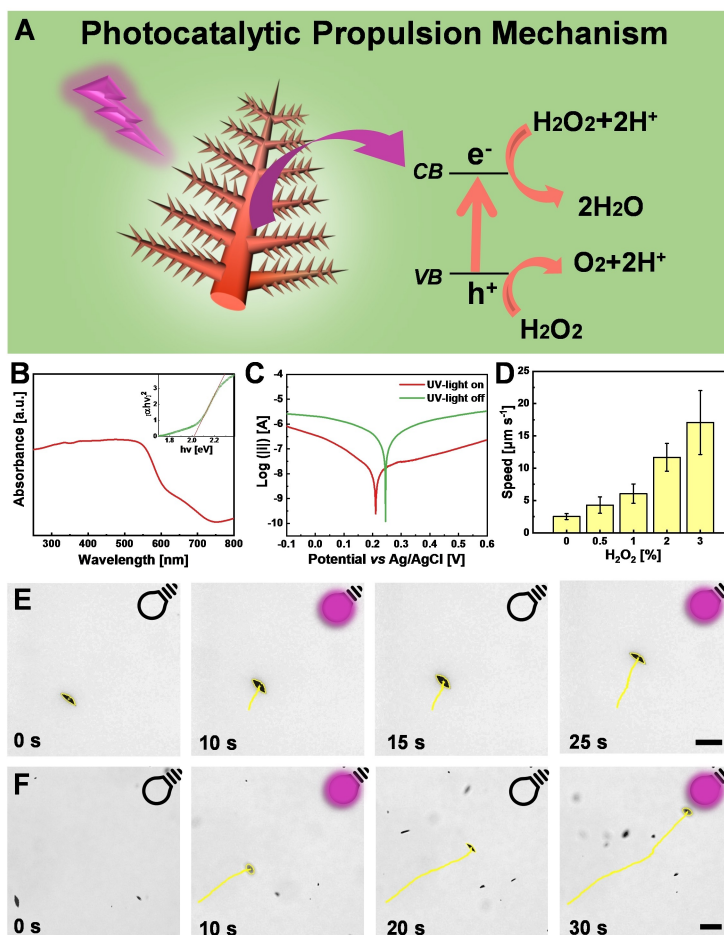 A Photocatalytic Propulsion Mechanism
H₂O₂+2H⁺
e⁻
CB
2H₂O
O₂+2H⁺
VB
h⁺
H₂O₂
B
Absorbance [a.u.]
300 400 500 600 700 800
Wavelength [nm]
[αhν]²
3
2
1
0
1.8 2.0 2.2
hν [eV]
C
Log (|I|) [A]
-4
-5
-6
-7
-8
-9
-10
UV-light on
UV-light off
-0.1 0.0 0.1 0.2 0.3 0.4 0.5 0.6
Potential vs Ag/AgCl [V]
D
Speed [µm s⁻¹]
25
20
15
10
5
0
0 0.5 1 2 3
H₂O₂ [%]
E
0 s 10 s 15 s 25 s
F
0 s 10 s 20 s 30 s